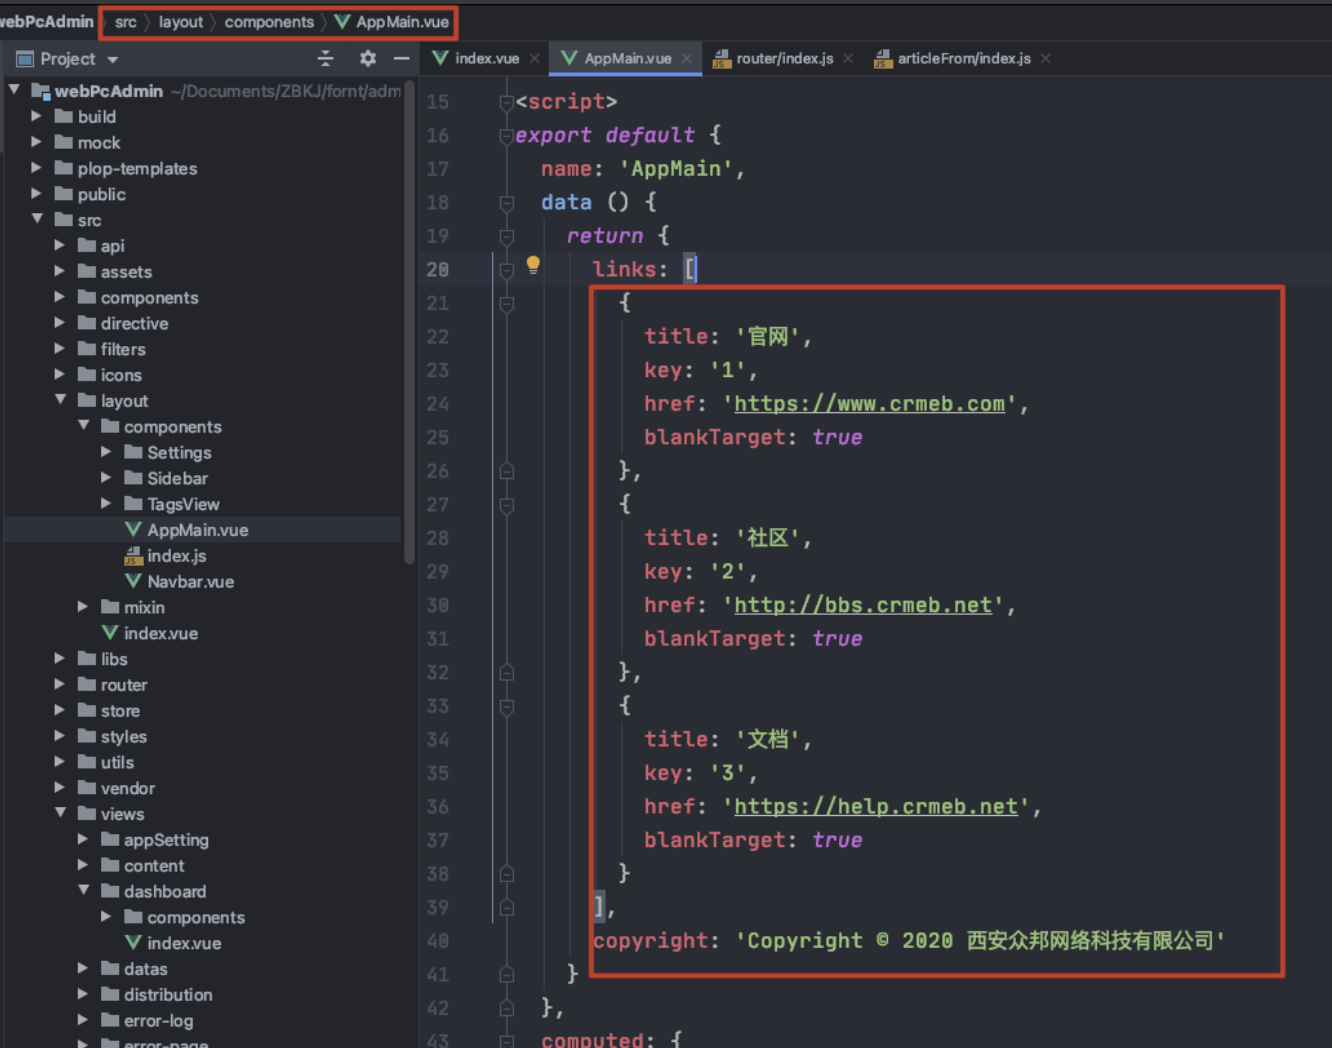 webPcAdmin src layout components AppMain.vue
Project
index.vue AppMain.vue router/index.js articleFrom/index.js
webPcAdmin ~/Documents/ZBKJ/fornt/adm
build
mock
plop-templates
public
src
api
assets
components
directive
filters
icons
layout
components
Settings
Sidebar
TagsView
AppMain.vue
index.js
Navbar.vue
mixin
index.vue
libs
router
store
styles
utils
vendor
views
appSetting
content
dashboard
components
index.vue
datas
distribution
error-log
error-page
15 <script>
16 export default {
17 name: 'AppMain',
18 data () {
19 return {
20 links: [
21 {
22 title: '官网',
23 key: '1',
24 href: 'https://www.crmeb.com',
25 blankTarget: true
26 },
27 {
28 title: '社区',
29 key: '2',
30 href: 'http://bbs.crmeb.net',
31 blankTarget: true
32 },
33 {
34 title: '文档',
35 key: '3',
36 href: 'https://help.crmeb.net',
37 blankTarget: true
38 }
39 ],
40 copyright: 'Copyright © 2020 西安众邦网络科技有限公司'
41 }
42 },
43 computed: {